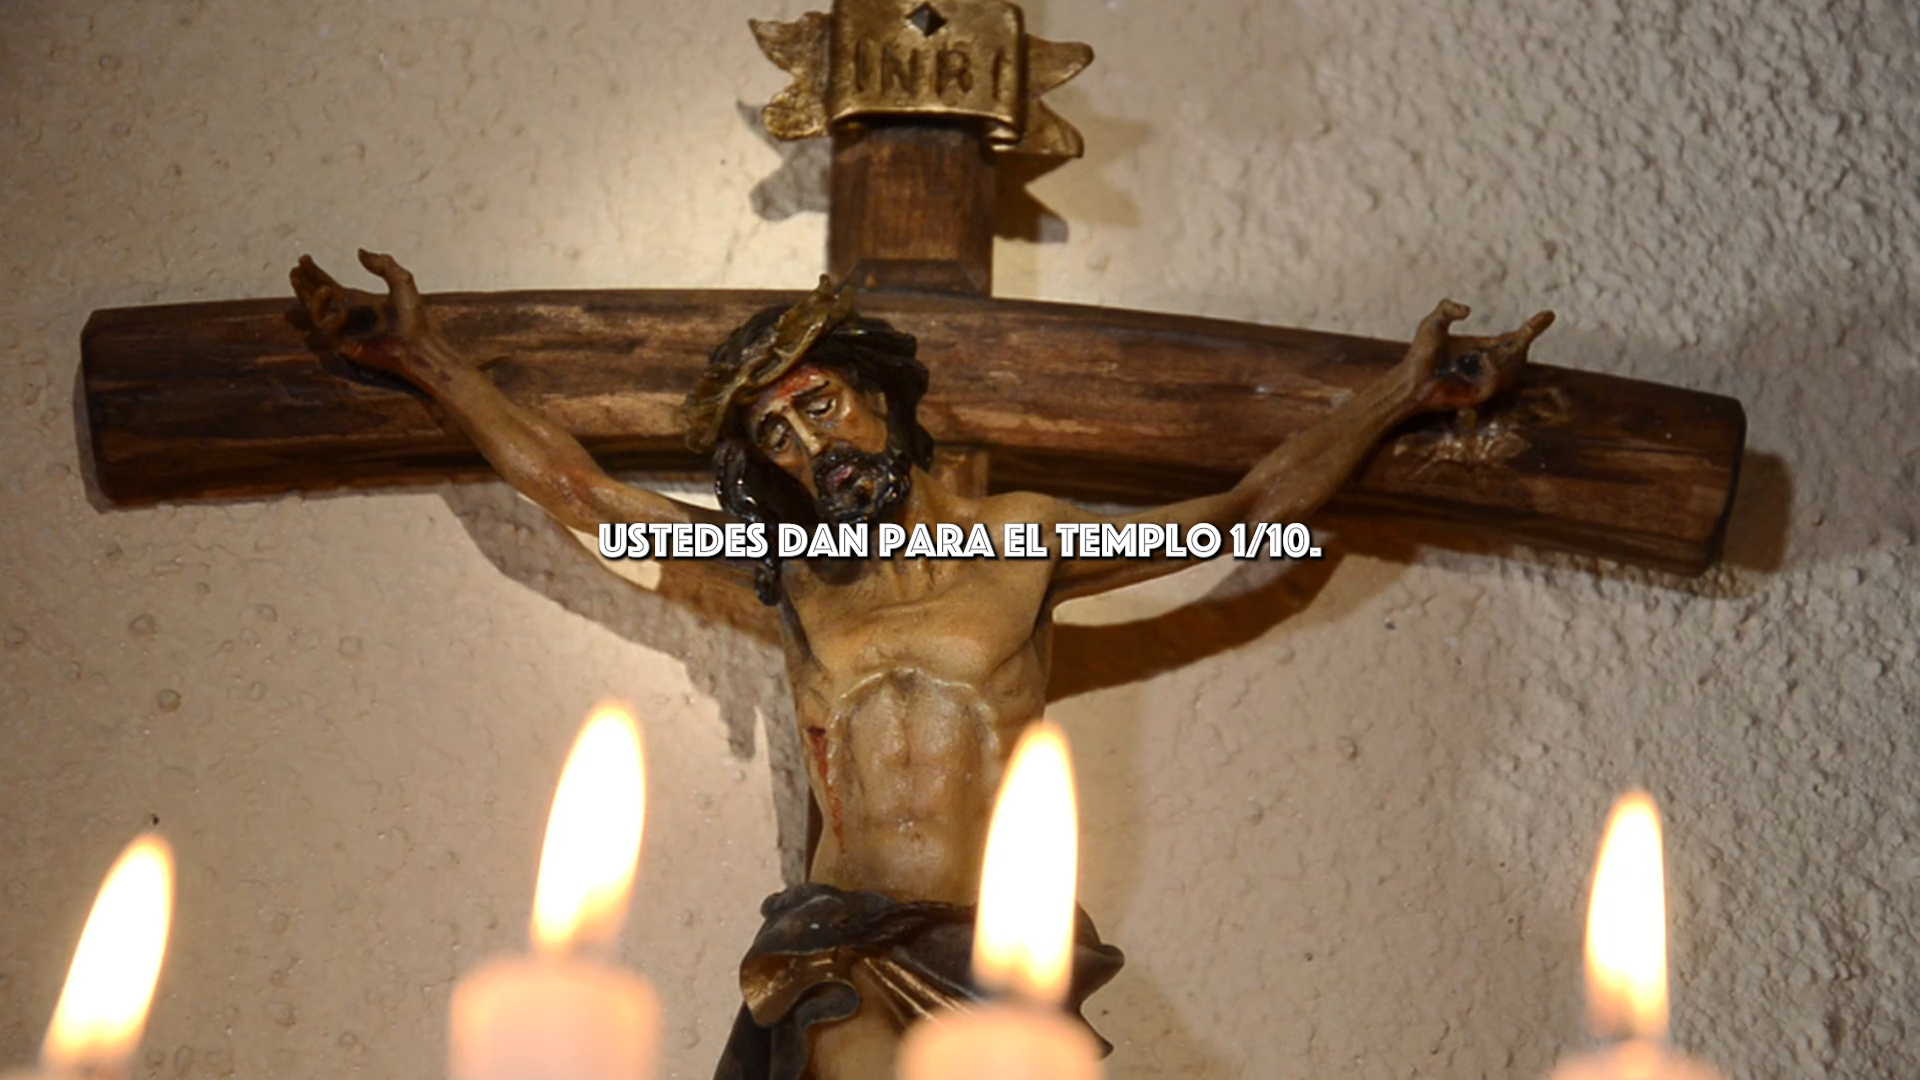 INRI
USTEDES DAN PARA EL TEMPLO 1/10.